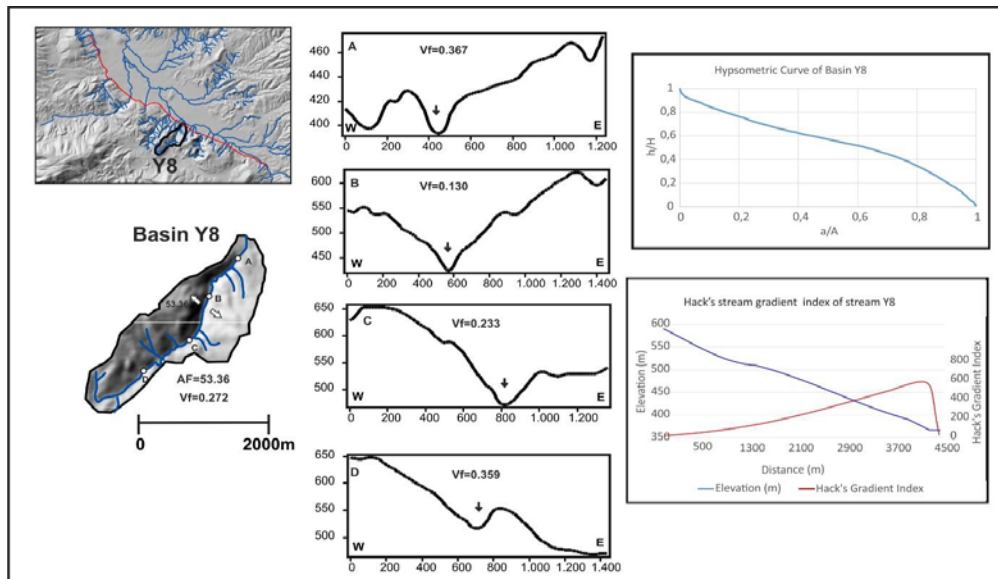 Y8
Basin Y8
A
B
53.36
C
D
AF=53.36
Vf=0.272
0 2000m
A Vf=0.367
460
440
420
400
W E
0 200 400 600 800 1.000 1.200
B Vf=0.130
600
550
500
450
W E
0 200 400 600 800 1.000 1.200 1.400
650
C Vf=0.233
600
550
500
W E
0 200 400 600 800 1.000 1.200
650
D Vf=0.359
600
550
500
W E
0 200 400 600 800 1.000 1.200 1.400
Hypsometric Curve of Basin Y8
1
0,8
0,6
0,4
0,2
0
h/H
0 0,2 0,4 0,6 0,8 1
a/A
Hack's stream gradient index of stream Y8
600
550
500
450
400
350
Elevation (m)
800
600
400
200
0
Hack's Gradient Index
500 1300 2100 2900 3700 4500
Distance (m)
Elevation (m) Hack's Gradient Index